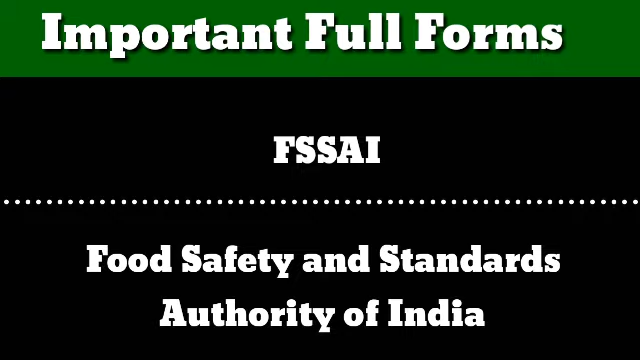 Important Full Forms
FSSAI
Food Safety and Standards
Authority of India